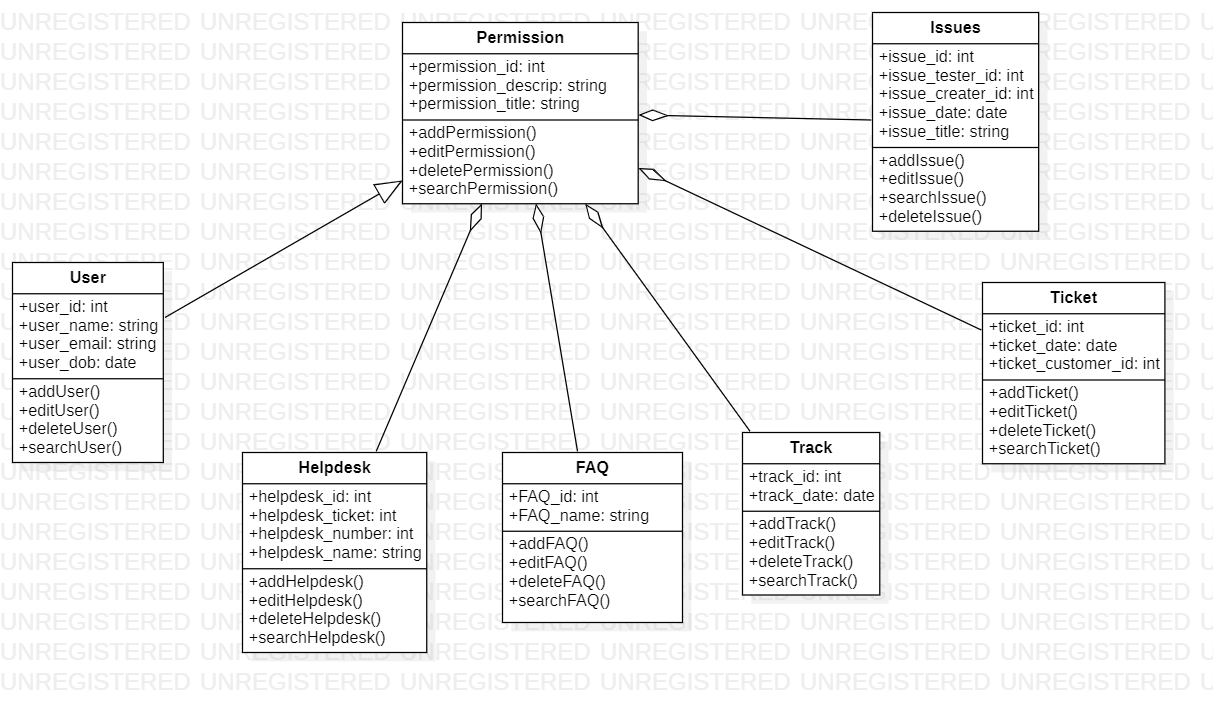 Permission
+permission_id: int
+permission_descrip: string
+permission_title: string
+addPermission()
+editPermission()
+deletePermission()
+searchPermission()
Issues
+issue_id: int
+issue_tester_id: int
+issue_creater_id: int
+issue_date: date
+issue_title: string
+addIssue()
+editIssue()
+searchIssue()
+deleteIssue()
User
+user_id: int
+user_name: string
+user_email: string
+user_dob: date
+addUser()
+editUser()
+deleteUser()
+searchUser()
Ticket
+ticket_id: int
+ticket_date: date
+ticket_customer_id: int
+addTicket()
+editTicket()
+deleteTicket()
+searchTicket()
Helpdesk
+helpdesk_id: int
+helpdesk_ticket: int
+helpdesk_number: int
+helpdesk_name: string
+addHelpdesk()
+editHelpdesk()
+deleteHelpdesk()
+searchHelpdesk()
FAQ
+FAQ_id: int
+FAQ_name: string
+addFAQ()
+editFAQ()
+deleteFAQ()
+searchFAQ()
Track
+track_id: int
+track_date: date
+addTrack()
+editTrack()
+deleteTrack()
+searchTrack()
UNREGISTERED